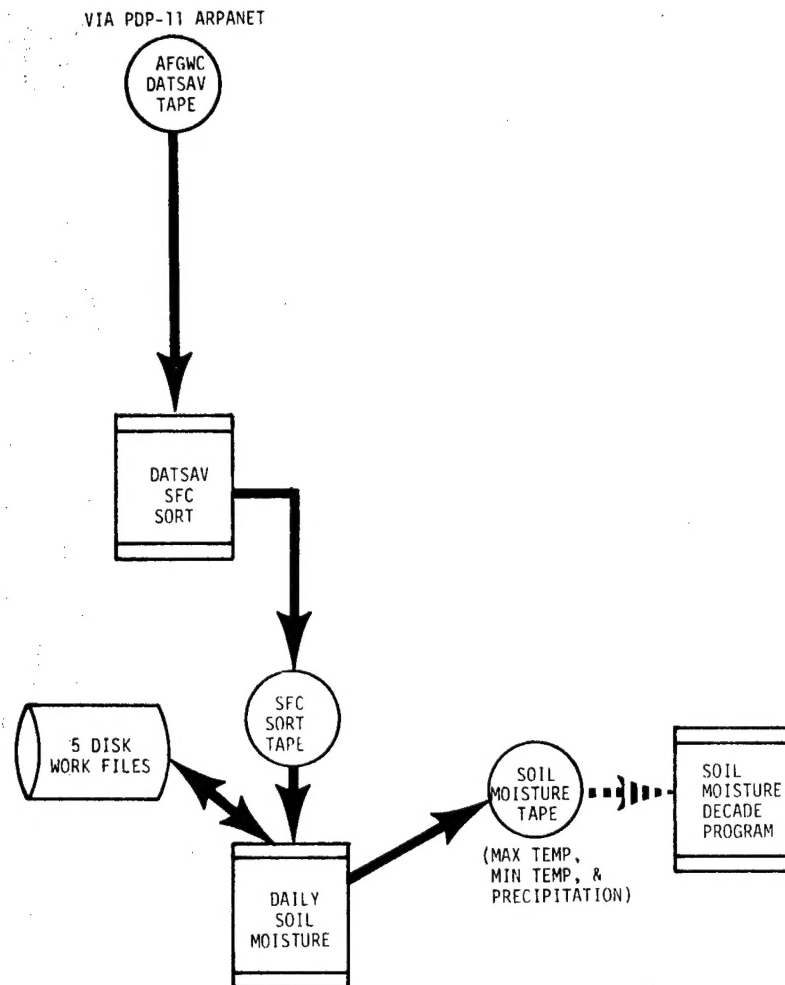 VIA PDP-11 ARPANET
AFGWC
DATSAV
TAPE
DATSAV
SFC
SORT
SFC
SORT
TAPE
5 DISK
WORK FILES
DAILY
SOIL
MOISTURE
SOIL
MOISTURE
TAPE
(MAX TEMP,
MIN TEMP, &
PRECIPITATION)
SOIL
MOISTURE
DECADE
PROGRAM